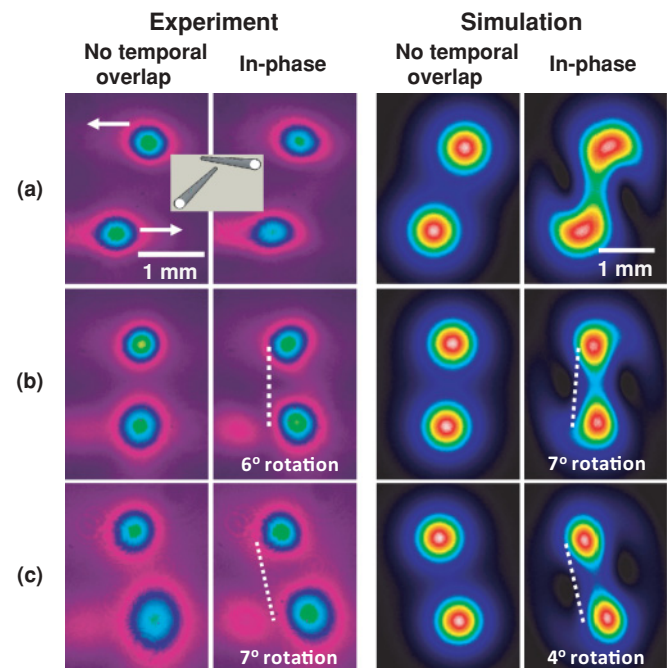 Experiment
Simulation
No temporal
overlap
In-phase
No temporal
overlap
In-phase
(a)
1 mm
1 mm
(b)
6° rotation
7° rotation
(c)
7° rotation
4° rotation